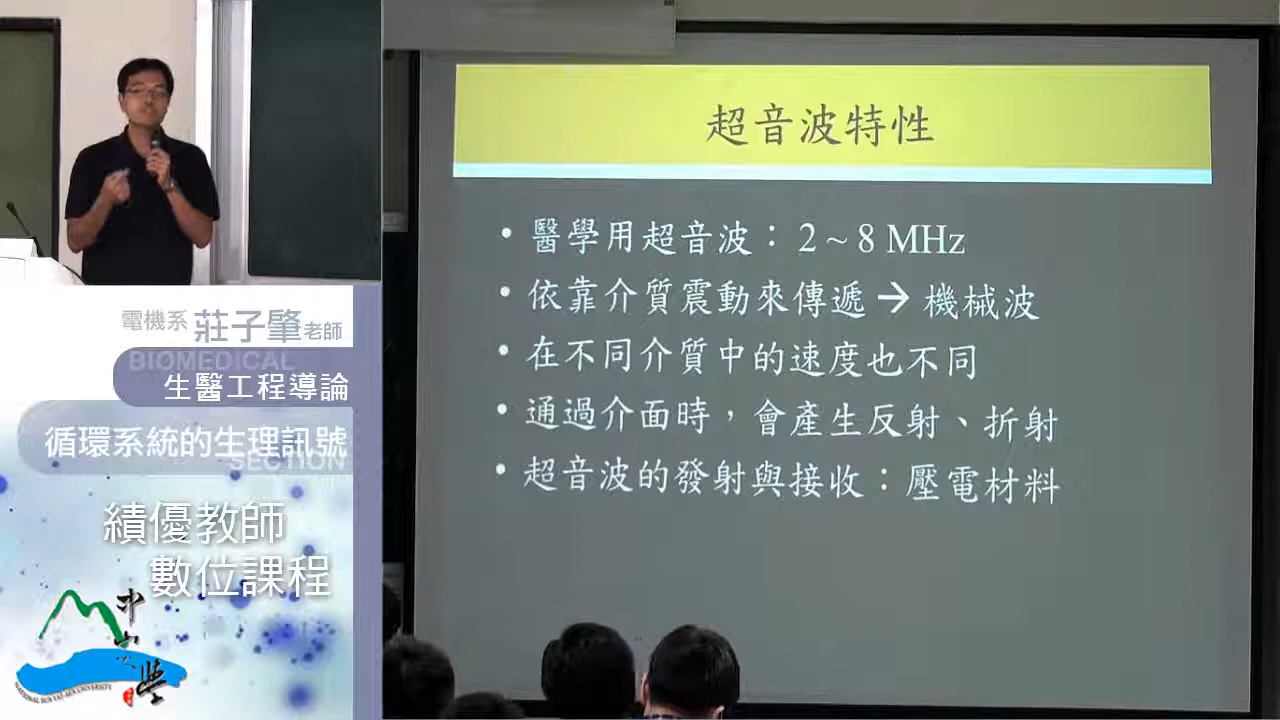 超音波特性
• 醫學用超音波：2 ~ 8 MHz
• 依靠介質震動來傳遞 → 機械波
• 在不同介質中的速度也不同
• 通過介面時，會產生反射、折射
• 超音波的發射與接收：壓電材料
電機系 莊子肇 老師
BIOMEDICAL
生醫工程導論
循環系統的生理訊號
SECTION
績優教師
數位課程
中山大學
NATIONAL SUN YAT-SEN UNIVERSITY